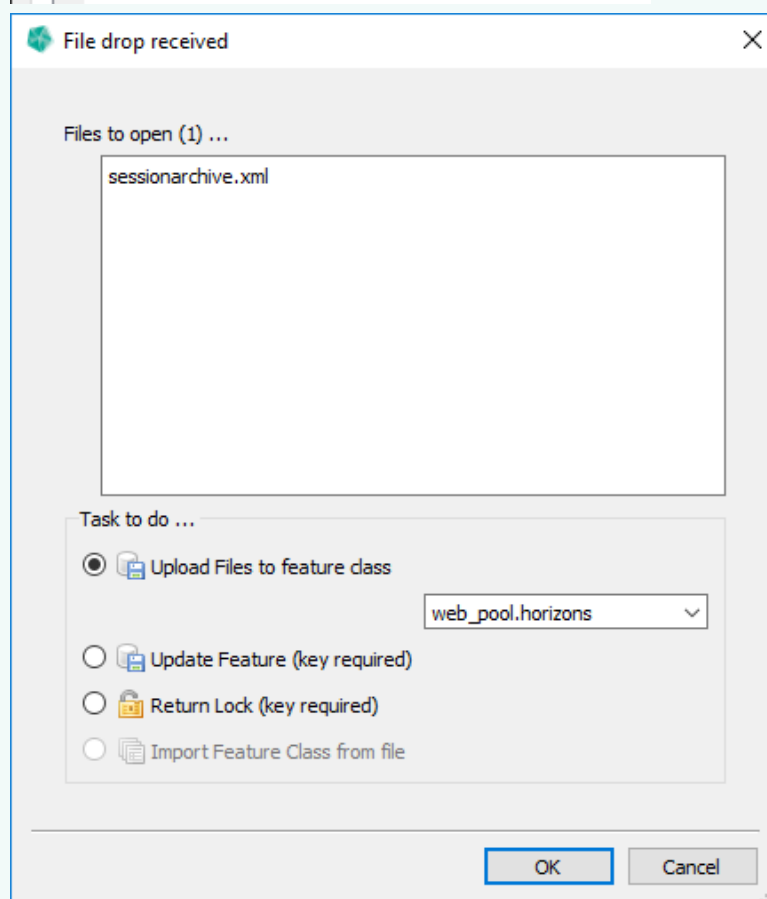 File drop received
Files to open (1) ...
sessionarchive.xml
Task to do ...
Upload Files to feature class
web_pool.horizons
Update Feature (key required)
Return Lock (key required)
Import Feature Class from file
OK Cancel